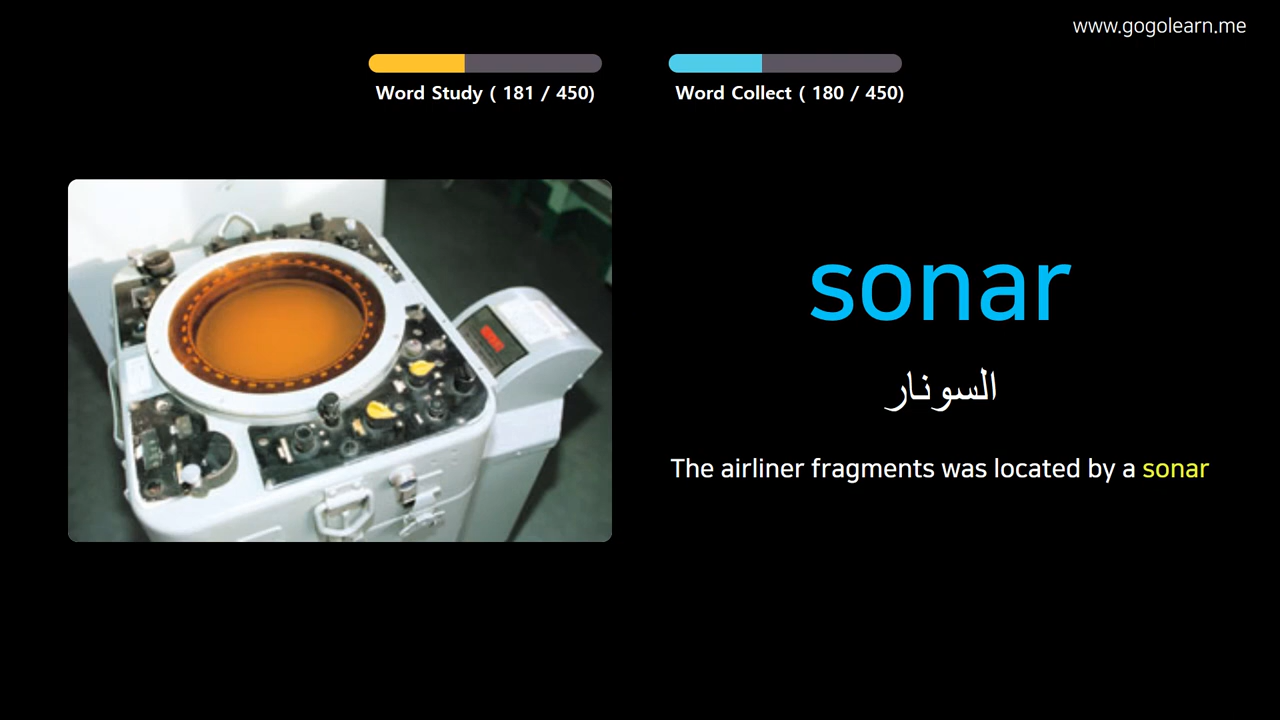 www.gogolearn.me
Word Study ( 181 / 450)
Word Collect ( 180 / 450)
sonar
السونار
The airliner fragments was located by a sonar